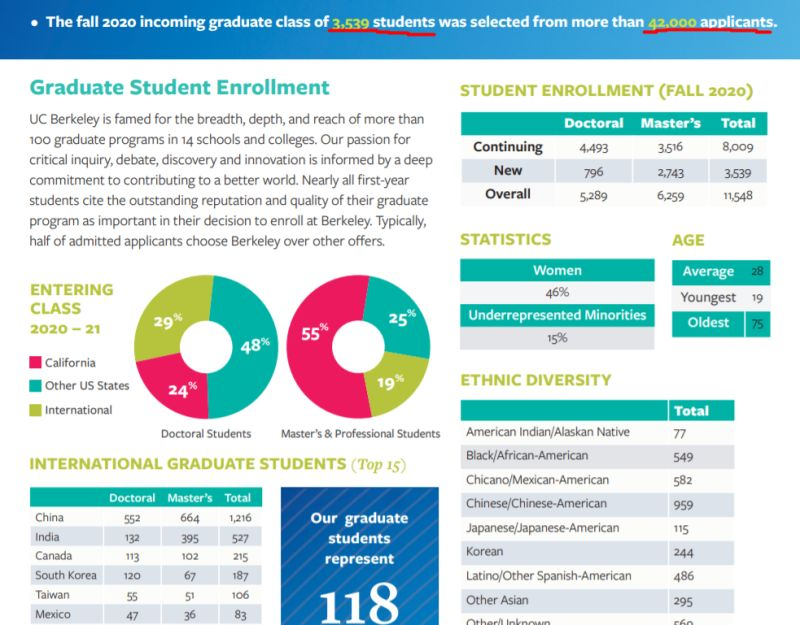 • The fall 2020 incoming graduate class of 3,539 students was selected from more than 42,000 applicants.
Graduate Student Enrollment
UC Berkeley is famed for the breadth, depth, and reach of more than
100 graduate programs in 14 schools and colleges. Our passion for
critical inquiry, debate, discovery and innovation is informed by a deep
commitment to contributing to a better world. Nearly all first-year
students cite the outstanding reputation and quality of their graduate
program as important in their decision to enroll at Berkeley. Typically,
half of admitted applicants choose Berkeley over other offers.
ENTERING
CLASS
2020 – 21
California
Other US States
International
29%
48%
24%
Doctoral Students
55%
25%
19%
Master's & Professional Students
INTERNATIONAL GRADUATE STUDENTS (Top 15)
Doctoral Master's Total
China 552 664 1,216
India 132 395 527
Canada 113 102 215
South Korea 120 67 187
Taiwan 55 51 106
Mexico 47 36 83
Our graduate
students
represent
118
STUDENT ENROLLMENT (FALL 2020)
Doctoral Master's Total
Continuing 4,493 3,516 8,009
New 796 2,743 3,539
Overall 5,289 6,259 11,548
STATISTICS
Women
46%
Underrepresented Minorities
15%
AGE
Average 28
Youngest 19
Oldest 75
ETHNIC DIVERSITY
Total
American Indian/Alaskan Native 77
Black/African-American 549
Chicano/Mexican-American 582
Chinese/Chinese-American 959
Japanese/Japanese-American 115
Korean 244
Latino/Other Spanish-American 486
Other Asian 295
Other/Unknown 560